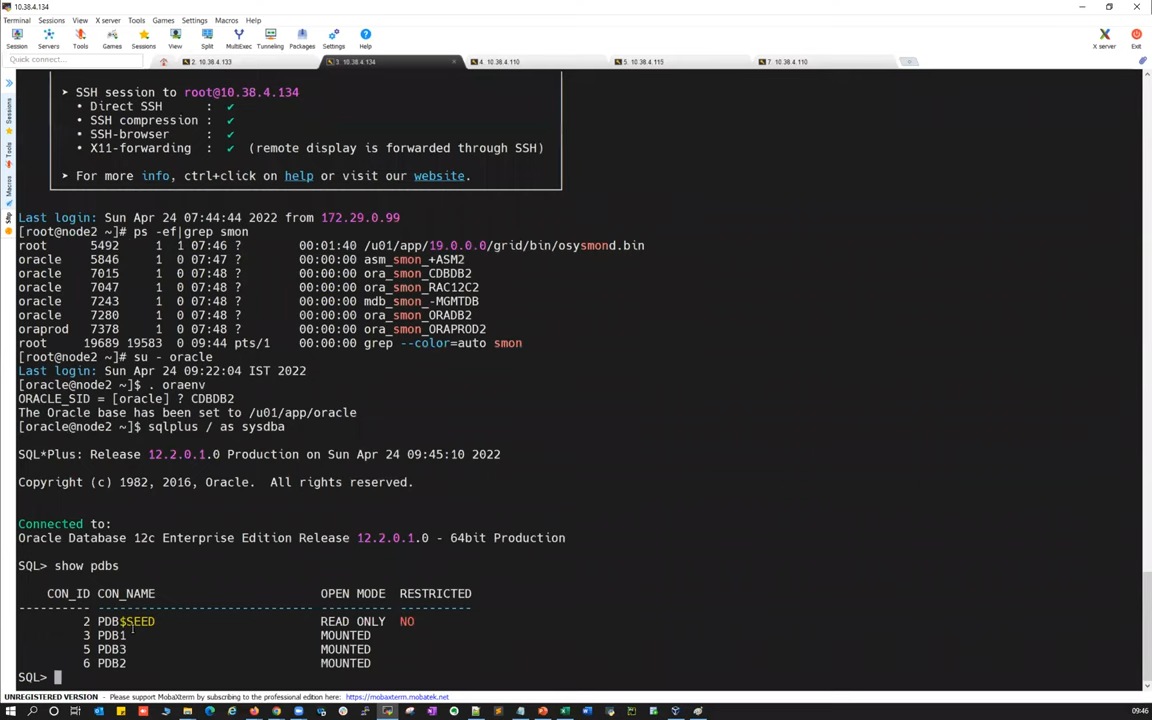 10.38.4.134
Terminal Sessions View X server Tools Games Settings Macros Help
Session Servers Tools Games Sessions View Split MultiExec Tunneling Packages Settings Help X server Exit
Quick connect...
2. 10.38.4.133 3. 10.38.4.134 4. 10.38.4.110 5. 10.38.4.115 7. 10.38.4.110
Sessions
Tools
Macros
Sftp
➤ SSH session to root@10.38.4.134
• Direct SSH : ✔
• SSH compression : ✔
• SSH-browser : ✔
• X11-forwarding : ✔ (remote display is forwarded through SSH)
➤ For more info, ctrl+click on help or visit our website.
Last login: Sun Apr 24 07:44:44 2022 from 172.29.0.99
[root@node2 ~]# ps -ef|grep smon
root 5492 1 1 07:46 ? 00:01:40 /u01/app/19.0.0.0/grid/bin/osysmond.bin
oracle 5846 1 0 07:47 ? 00:00:00 asm_smon_+ASM2
oracle 7015 1 0 07:48 ? 00:00:00 ora_smon_CDBDB2
oracle 7047 1 0 07:48 ? 00:00:00 ora_smon_RAC12C2
oracle 7243 1 0 07:48 ? 00:00:00 mdb_smon_-MGMTDB
oracle 7280 1 0 07:48 ? 00:00:00 ora_smon_ORADB2
oraprod 7378 1 0 07:48 ? 00:00:00 ora_smon_ORAPROD2
root 19689 19583 0 09:44 pts/1 00:00:00 grep --color=auto smon
[root@node2 ~]# su - oracle
Last login: Sun Apr 24 09:22:04 IST 2022
[oracle@node2 ~]$ . oraenv
ORACLE_SID = [oracle] ? CDBDB2
The Oracle base has been set to /u01/app/oracle
[oracle@node2 ~]$ sqlplus / as sysdba
SQL*Plus: Release 12.2.0.1.0 Production on Sun Apr 24 09:45:10 2022
Copyright (c) 1982, 2016, Oracle. All rights reserved.
Connected to:
Oracle Database 12c Enterprise Edition Release 12.2.0.1.0 - 64bit Production
SQL> show pdbs
CON_ID CON_NAME OPEN MODE RESTRICTED
---------- ------------------------------ ---------- ----------
2 PDB$SEED READ ONLY NO
3 PDB1 MOUNTED
5 PDB3 MOUNTED
6 PDB2 MOUNTED
SQL>
UNREGISTERED VERSION - Please support MobaXterm by subscribing to the professional edition here: https://mobaxterm.mobatek.net
09:46